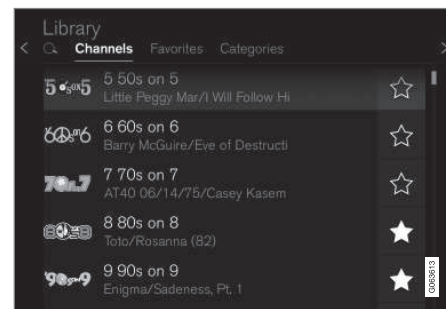 Library
Channels Favorites Categories
5 50s on 5
Little Peggy Mar/I Will Follow Hi
6 60s on 6
Barry McGuire/Eve of Destructi
7 70s on 7
AT40 06/14/75/Casey Kasem
8 80s on 8
Toto/Rosanna (82)
9 90s on 9
Enigma/Sadeness, Pt. 1
G063613